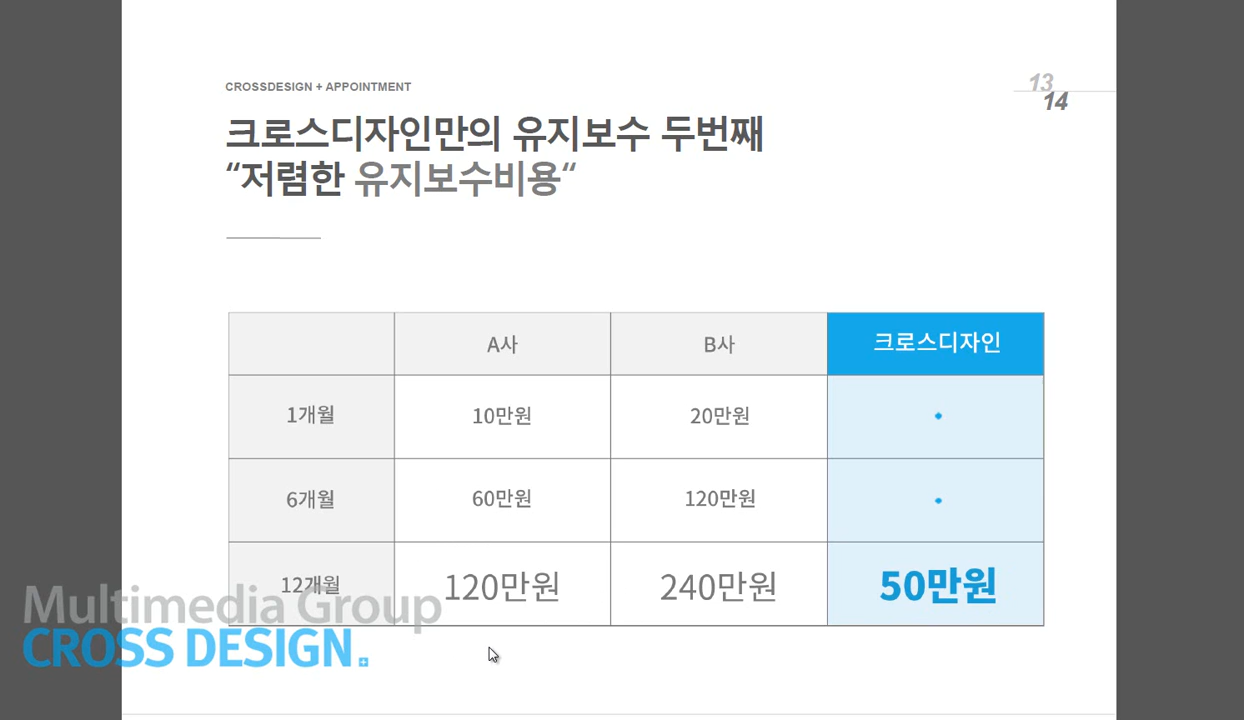 CROSSDESIGN + APPOINTMENT
13
14
크로스디자인만의 유지보수 두번째
“저렴한 유지보수비용“
A사 B사 크로스디자인
1개월 10만원 20만원 •
6개월 60만원 120만원 •
12개월 120만원 240만원 50만원
Multimedia Group
CROSS DESIGN.